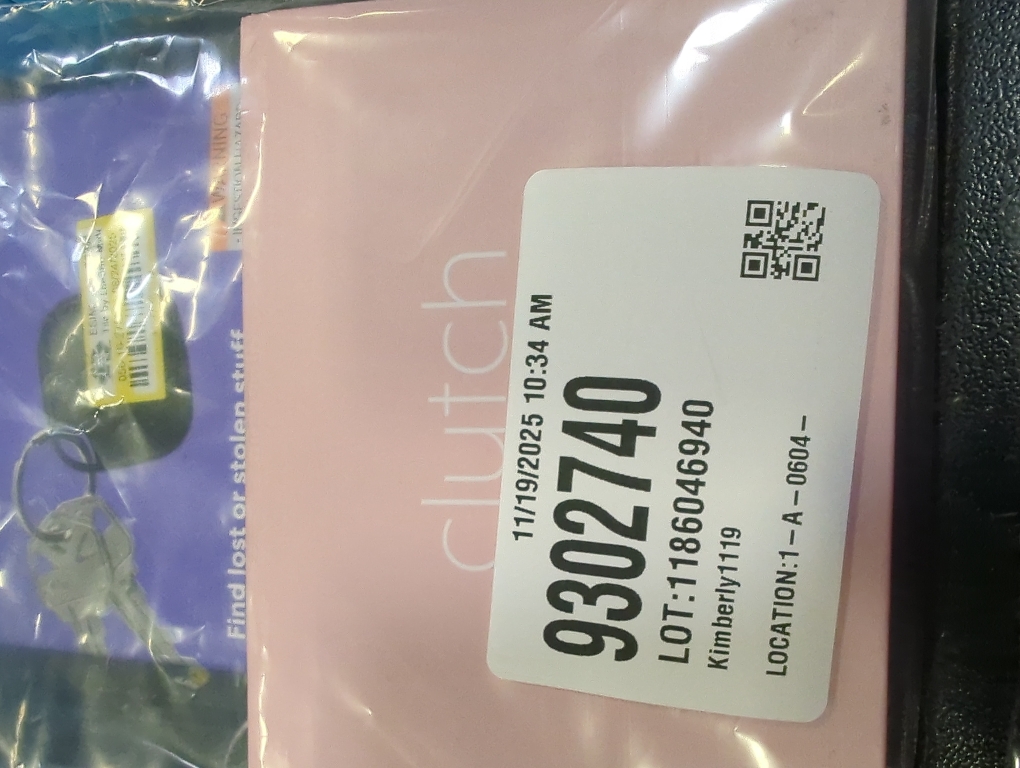 WARNING
Find lost or stolen stuff
clutch
11/19/2025 10:34 AM
9302740
LOT:1186046940
Kimberly1119
LOCATION:1-A-0604-